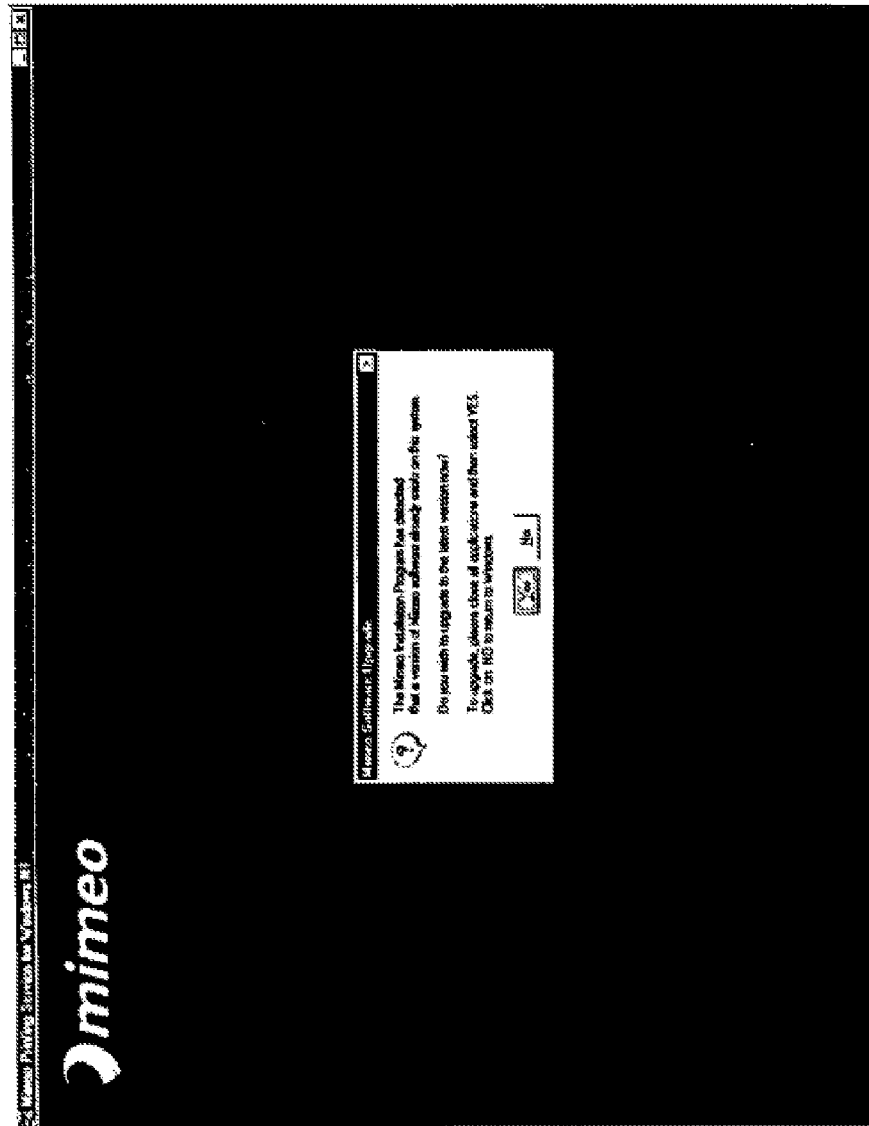 Mimeo Printing Service for Windows NT
mimeo
Mimeo Software Upgrade
The Mimeo Installation Program has detected
that a version of Mimeo software already exists on this system.
Do you wish to upgrade to the latest version now?
To upgrade, please close all applications and then select YES.
Click on NO to return to Windows.
Yes
No